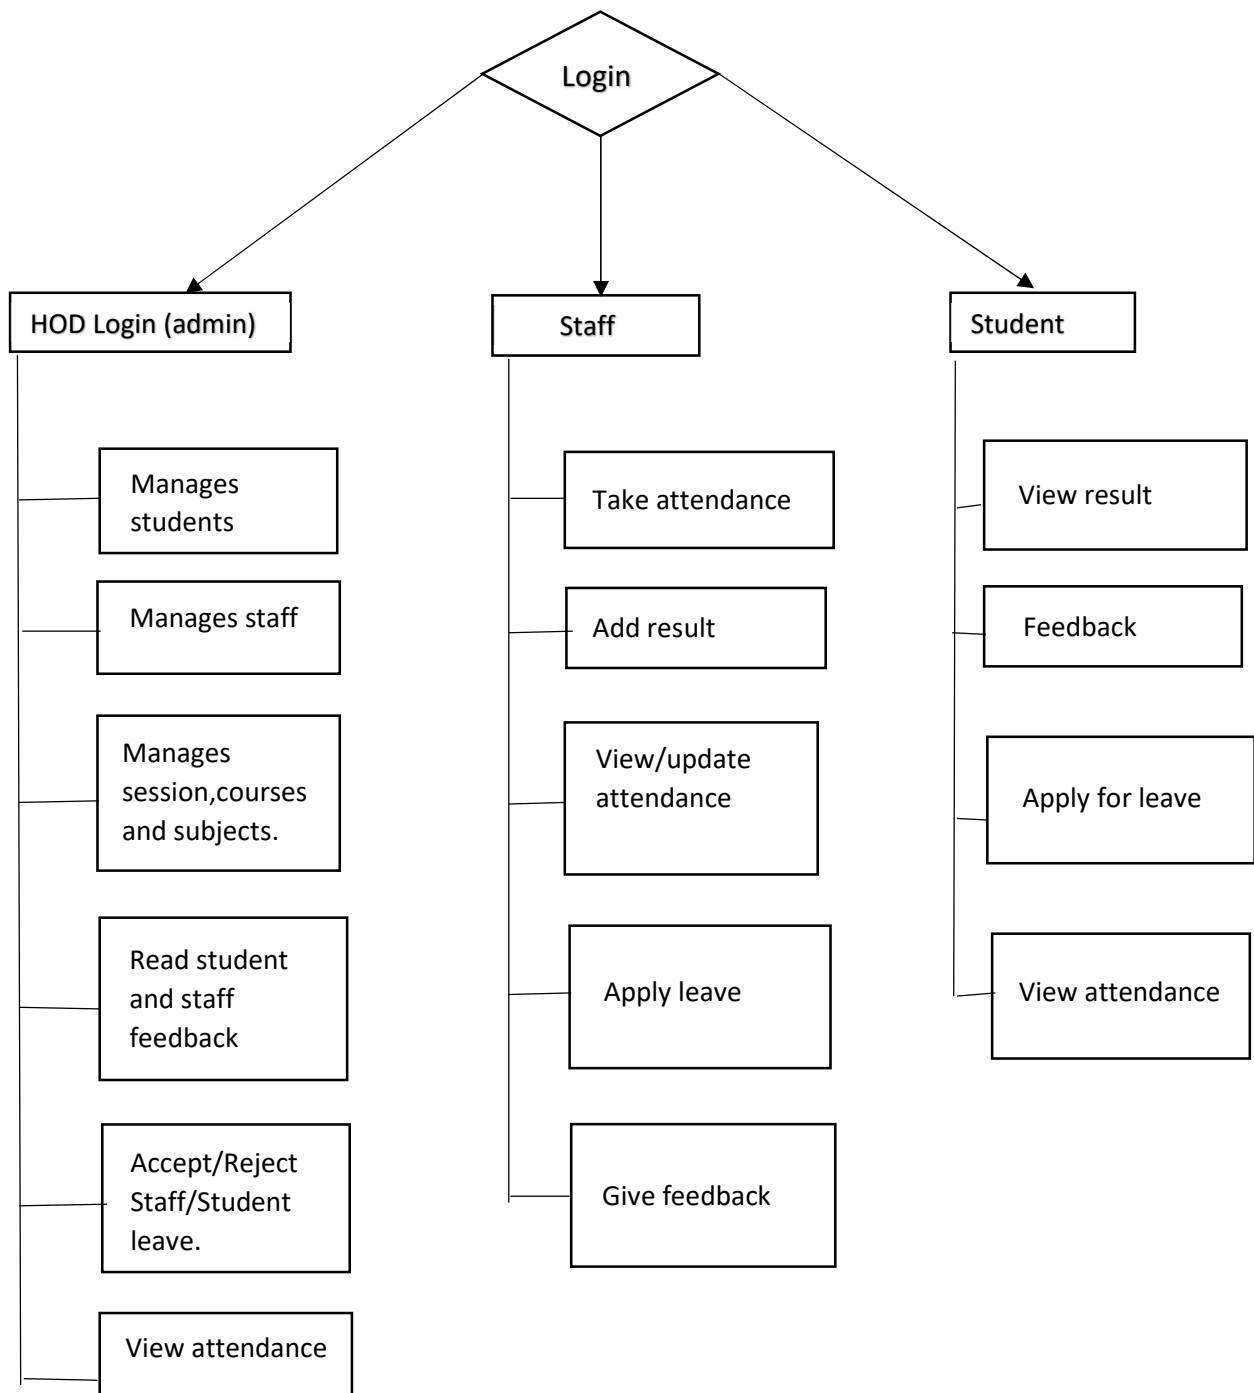 Login
HOD Login (admin)
Manages
students
Manages staff
Manages
session,courses
and subjects.
Read student
and staff
feedback
Accept/Reject
Staff/Student
leave.
View attendance
Staff
Take attendance
Add result
View/update
attendance
Apply leave
Give feedback
Student
View result
Feedback
Apply for leave
View attendance